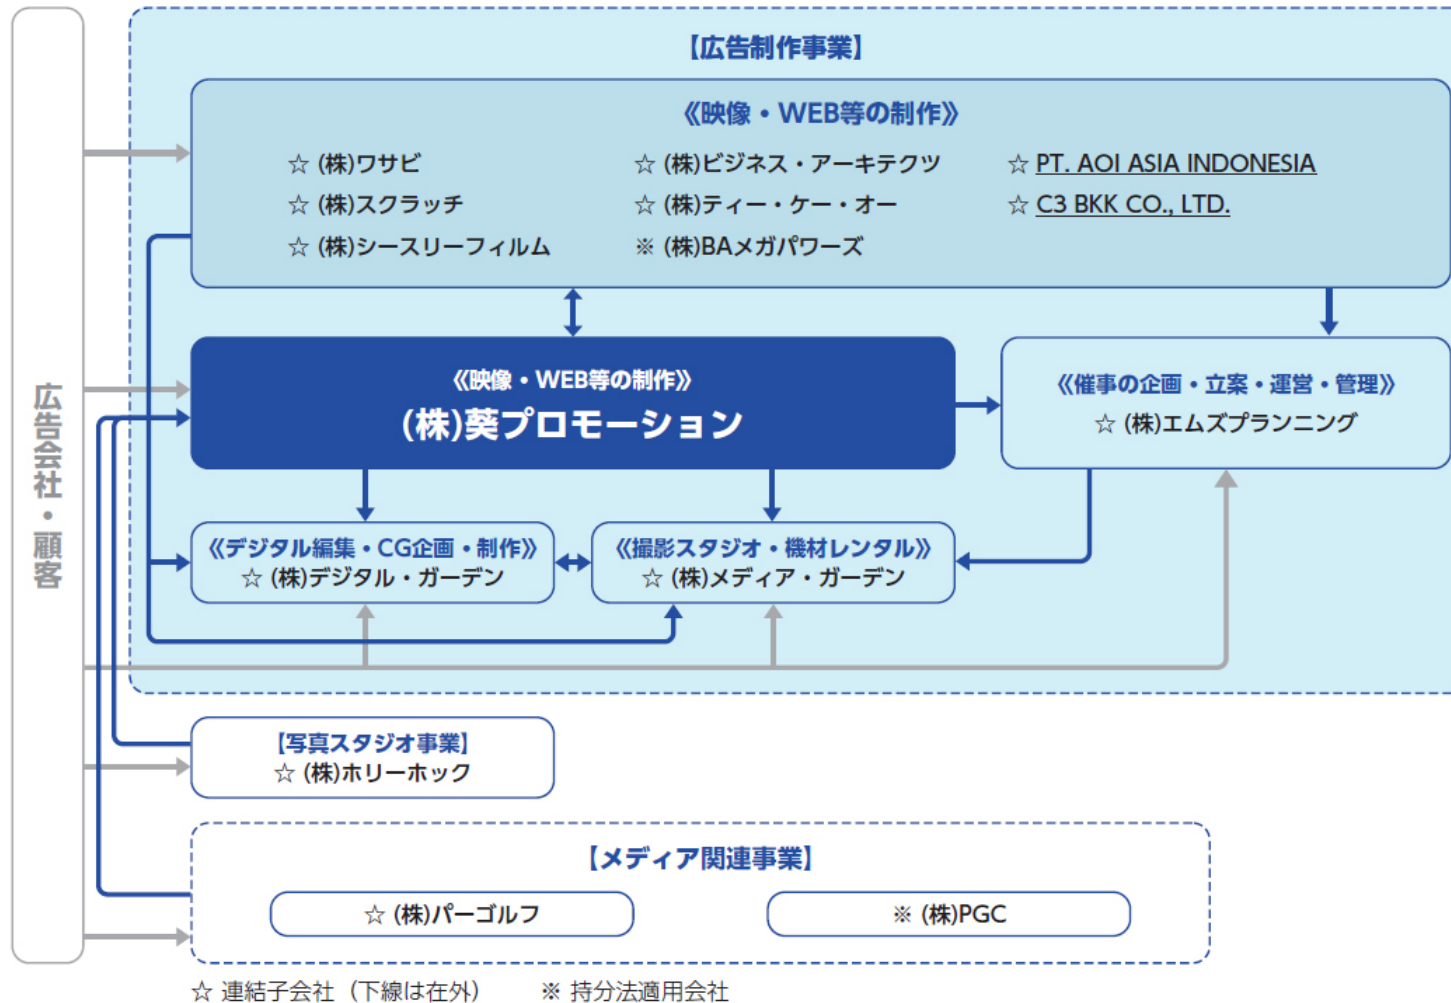 広告会社・顧客
【広告制作事業】
《映像・WEB等の制作》
☆ (株)ワサビ
☆ (株)スクラッチ
☆ (株)シースリーフィルム
☆ (株)ビジネス・アーキテクツ
☆ (株)ティー・ケー・オー
※ (株)BAメガパワーズ
☆ PT. AOI ASIA INDONESIA
☆ C3 BKK CO., LTD.
《映像・WEB等の制作》
(株)葵プロモーション
《催事の企画・立案・運営・管理》
☆ (株)エムズプランニング
《デジタル編集・CG企画・制作》
☆ (株)デジタル・ガーデン
《撮影スタジオ・機材レンタル》
☆ (株)メディア・ガーデン
【写真スタジオ事業】
☆ (株)ホリーホック
【メディア関連事業】
☆ (株)パーゴルフ
※ (株)PGC
☆ 連結子会社（下線は在外） ※ 持分法適用会社